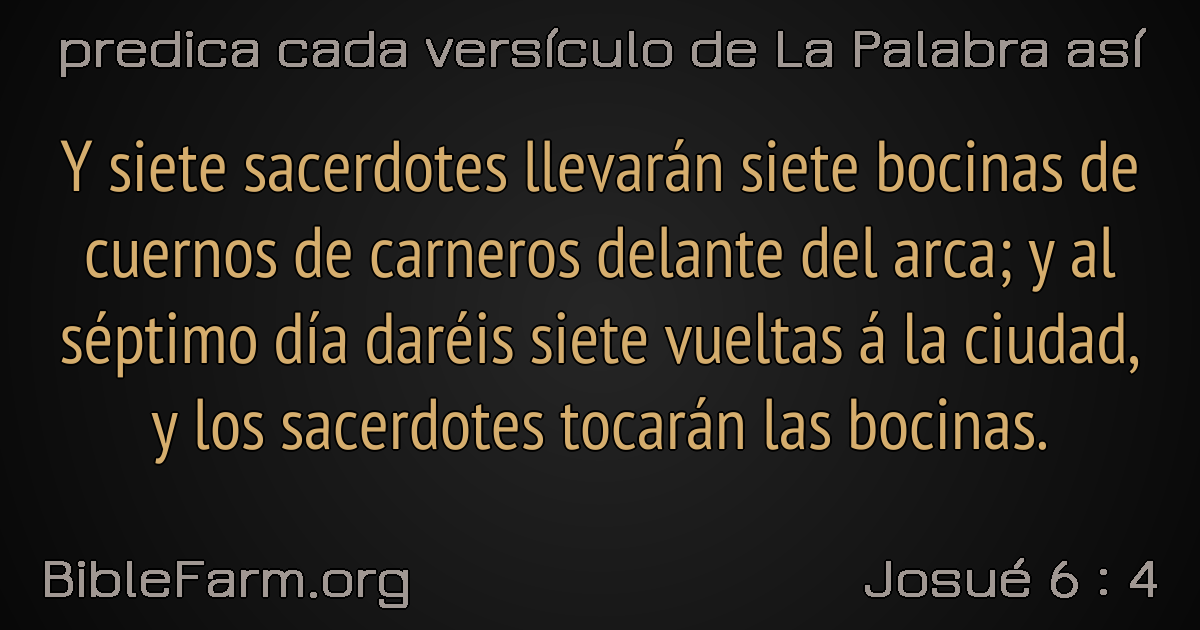 predica cada versículo de La Palabra así
Y siete sacerdotes llevarán siete bocinas de
cuernos de carneros delante del arca; y al
séptimo día daréis siete vueltas á la ciudad,
y los sacerdotes tocarán las bocinas.
BibleFarm.org
Josué 6 : 4